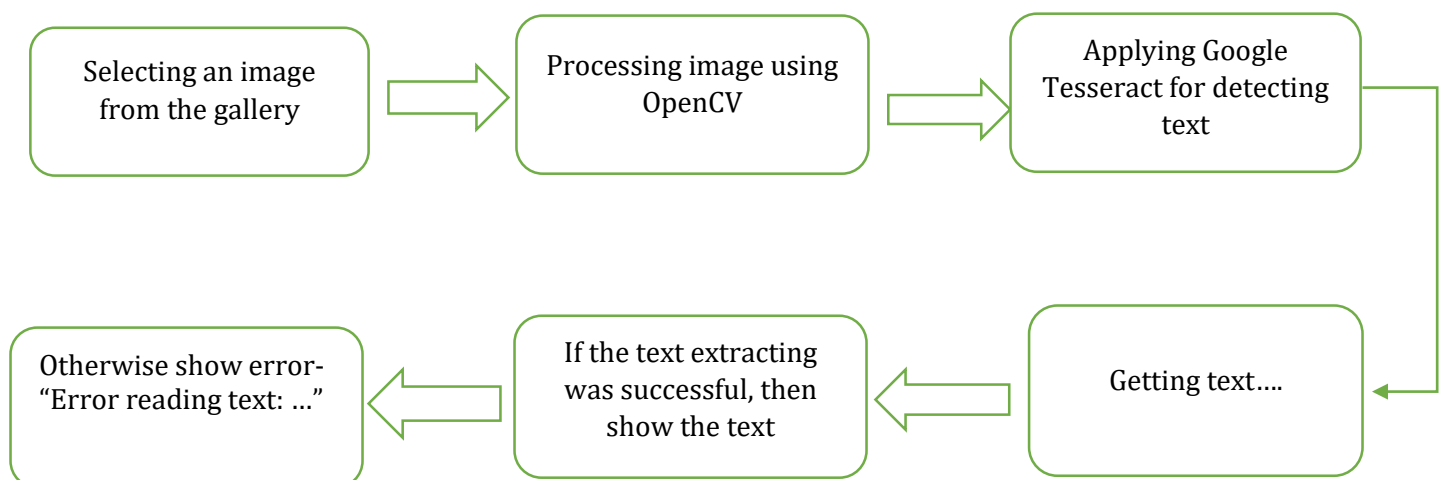 Selecting an image
from the gallery
Processing image using
OpenCV
Applying Google
Tesseract for detecting
text
Getting text....
If the text extracting
was successful, then
show the text
Otherwise show error-
“Error reading text: ...”